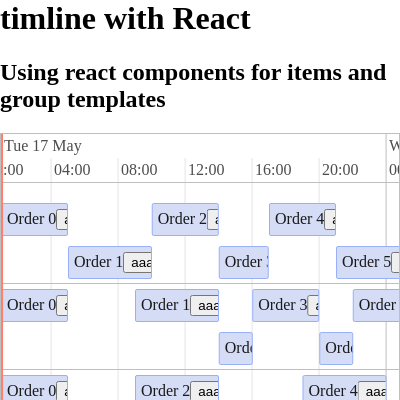 timline with React
Using react components for items and
group templates
Tue 17 May
:00 04:00 08:00 12:00 16:00 20:00
Order 0 Order 2 Order 4
Order 1 aaa Order Order 5
Order 0 Order 1 aaa Order 3 Order
Order 0 Order 2 aaa Order 4 aaa